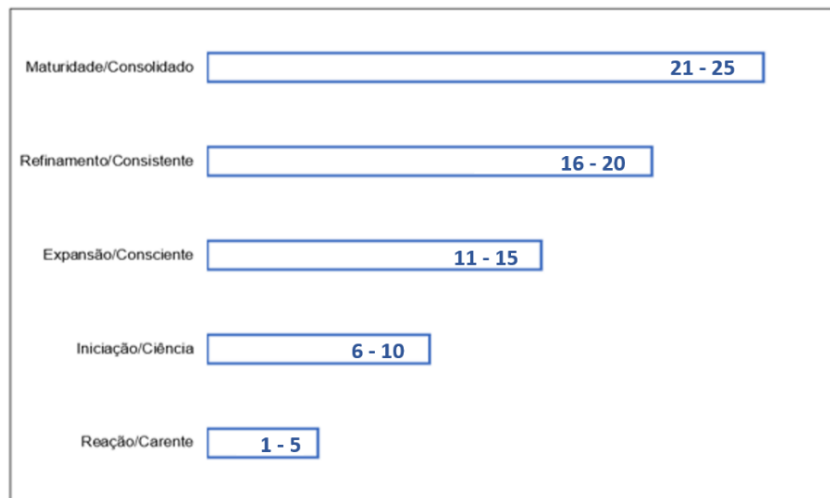 Maturidade/Consolidado 21 - 25
Refinamento/Consistente 16 - 20
Expansão/Consciente 11 - 15
Iniciação/Ciência 6 - 10
Reação/Carente 1 - 5